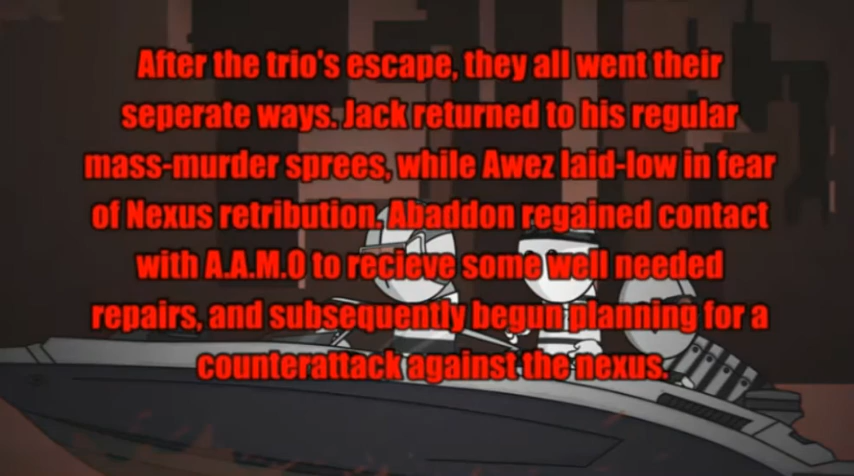 After the trio's escape, they all went their
seperate ways. Jack returned to his regular
mass-murder sprees, while Awez laid-low in fear
of Nexus retribution. Abaddon regained contact
with A.A.M.O to recieve some well needed
repairs, and subsequently begun planning for a
counterattack against the nexus.